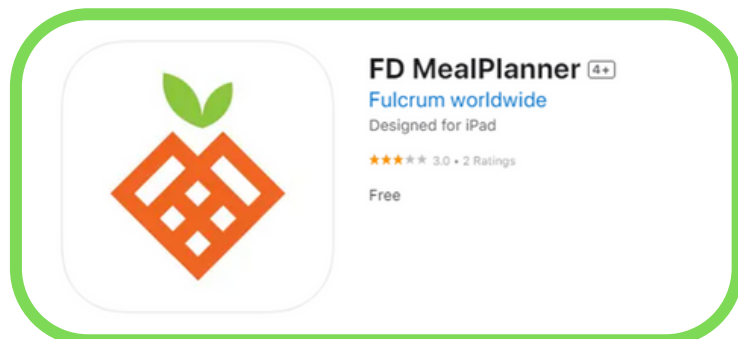 FD MealPlanner 4+
Fulcrum worldwide
Designed for iPad
★★★★★ 3.0 • 2 Ratings
Free